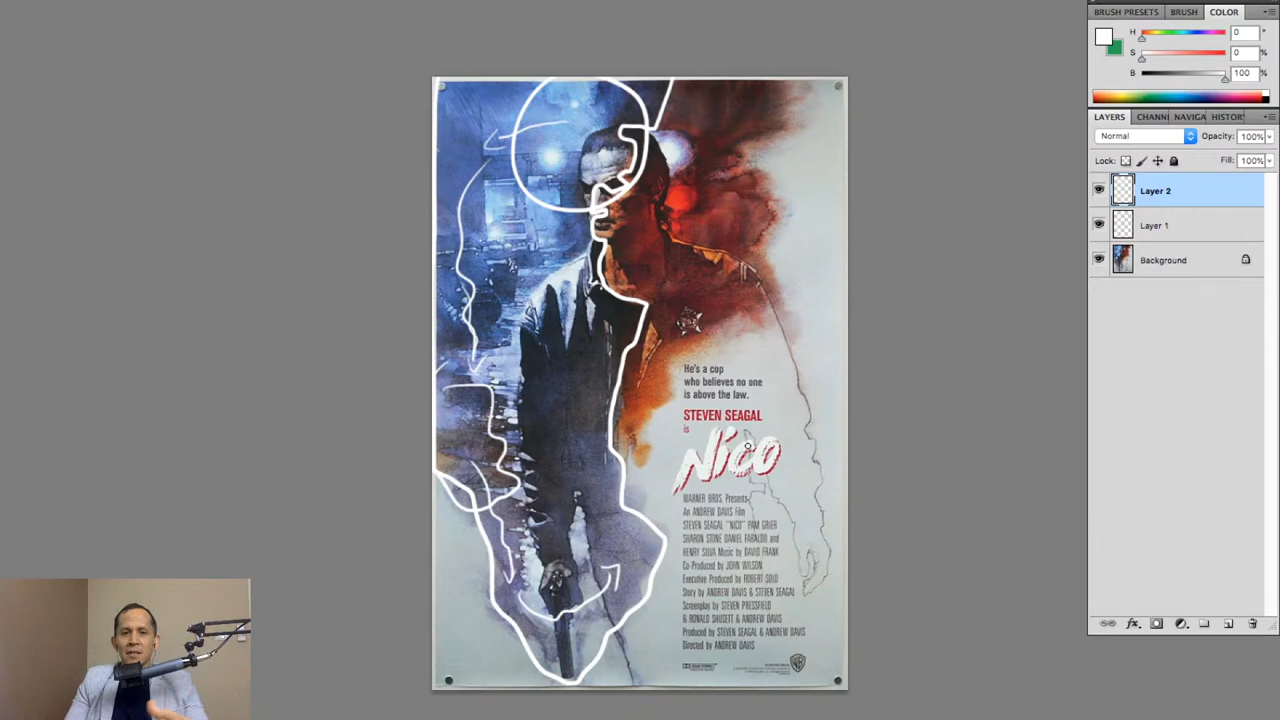 BRUSH PRESETS BRUSH COLOR
H 0 °
S 0 %
B 100 %
LAYERS CHANN NAVIGA HISTOR
Normal Opacity: 100%
Lock: Fill: 100%
Layer 2
Layer 1
Background
He's a cop
who believes no one
is above the law.
STEVEN SEAGAL
is
Nico
WARNER BROS. Presents
An ANDREW DAVIS Film
STEVEN SEAGAL "NICO" PAM GRIER
SHARON STONE DANIEL FARALDO and
HENRY SILVA Music by DAVID FRANK
Co-Produced by JOHN WILSON
Executive Produced by ROBERT SOLO
Story by ANDREW DAVIS & STEVEN SEAGAL
Screenplay by STEVEN PRESSFIELD
& RONALD SHUSETT & ANDREW DAVIS
Produced by STEVEN SEAGAL & ANDREW DAVIS
Directed by ANDREW DAVIS